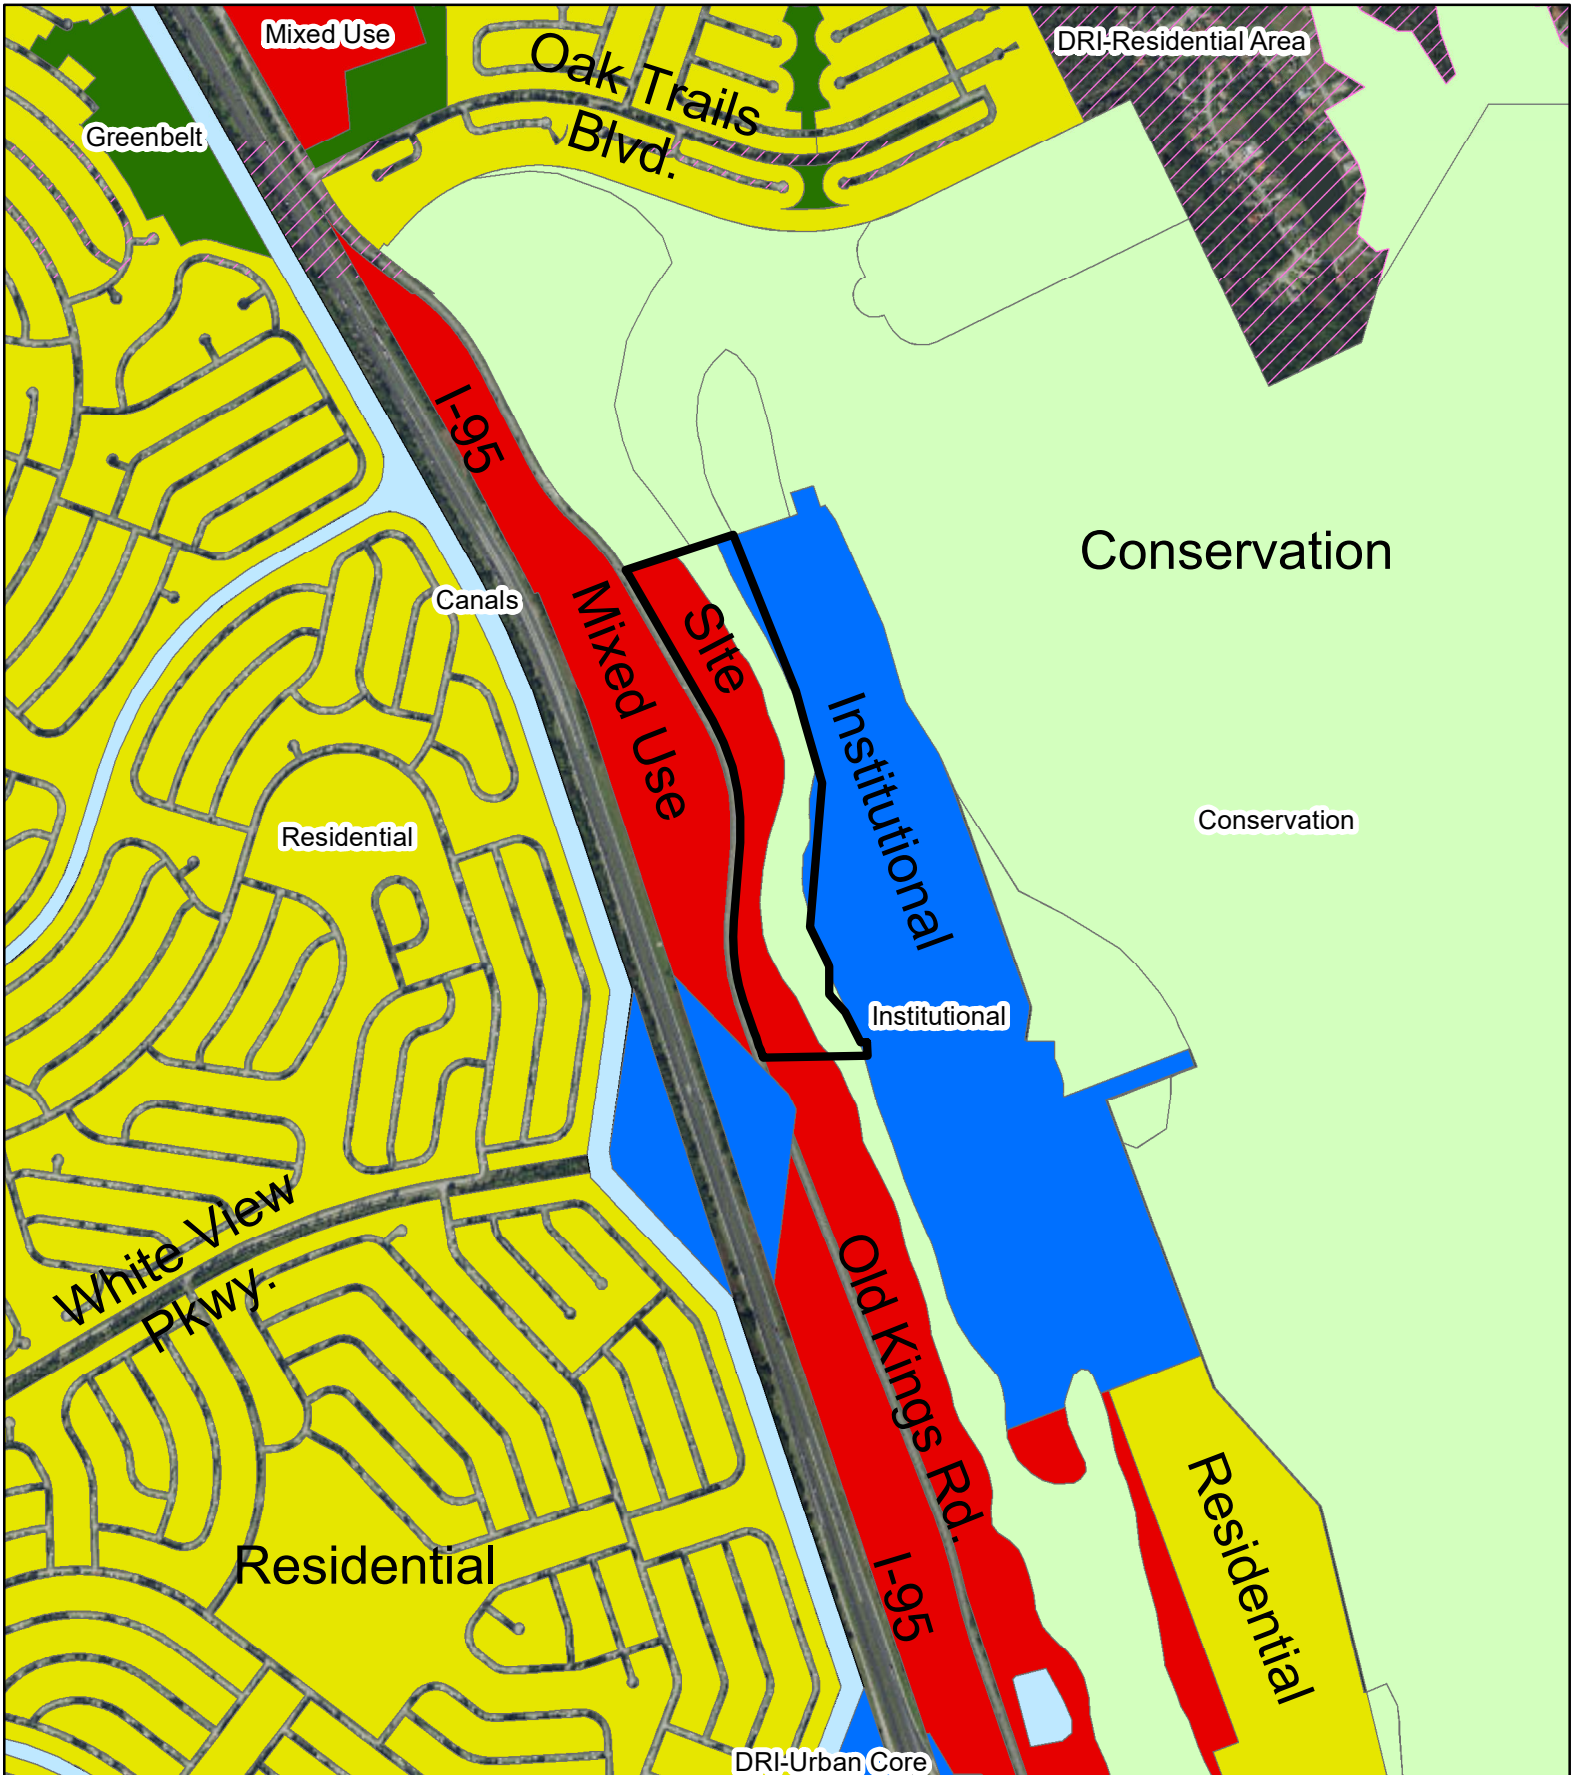 Mixed Use
DRI-Residential Area
Oak Trails
Blvd.
Greenbelt
I-95
Conservation
Canals
Mixed Use
SIte
Institutional
Residential
Conservation
Institutional
White View
Pkwy.
Old Kings Rd.
Residential
I-95
Residential
DRI-Urban Core